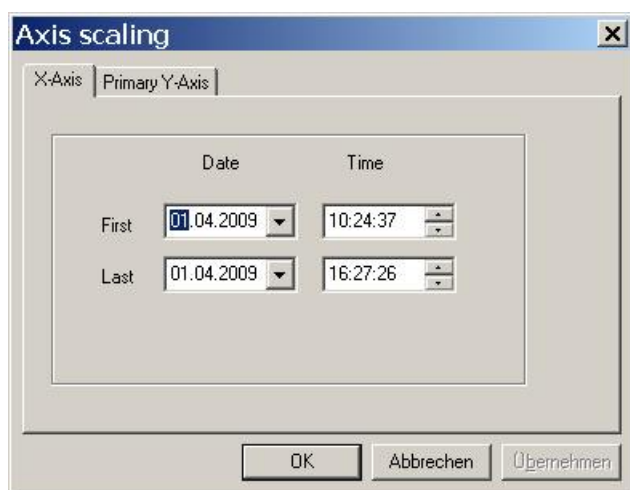 Axis scaling
X-Axis Primary Y-Axis
Date Time
First 01.04.2009 10:24:37
Last 01.04.2009 16:27:26
OK Abbrechen Übernehmen